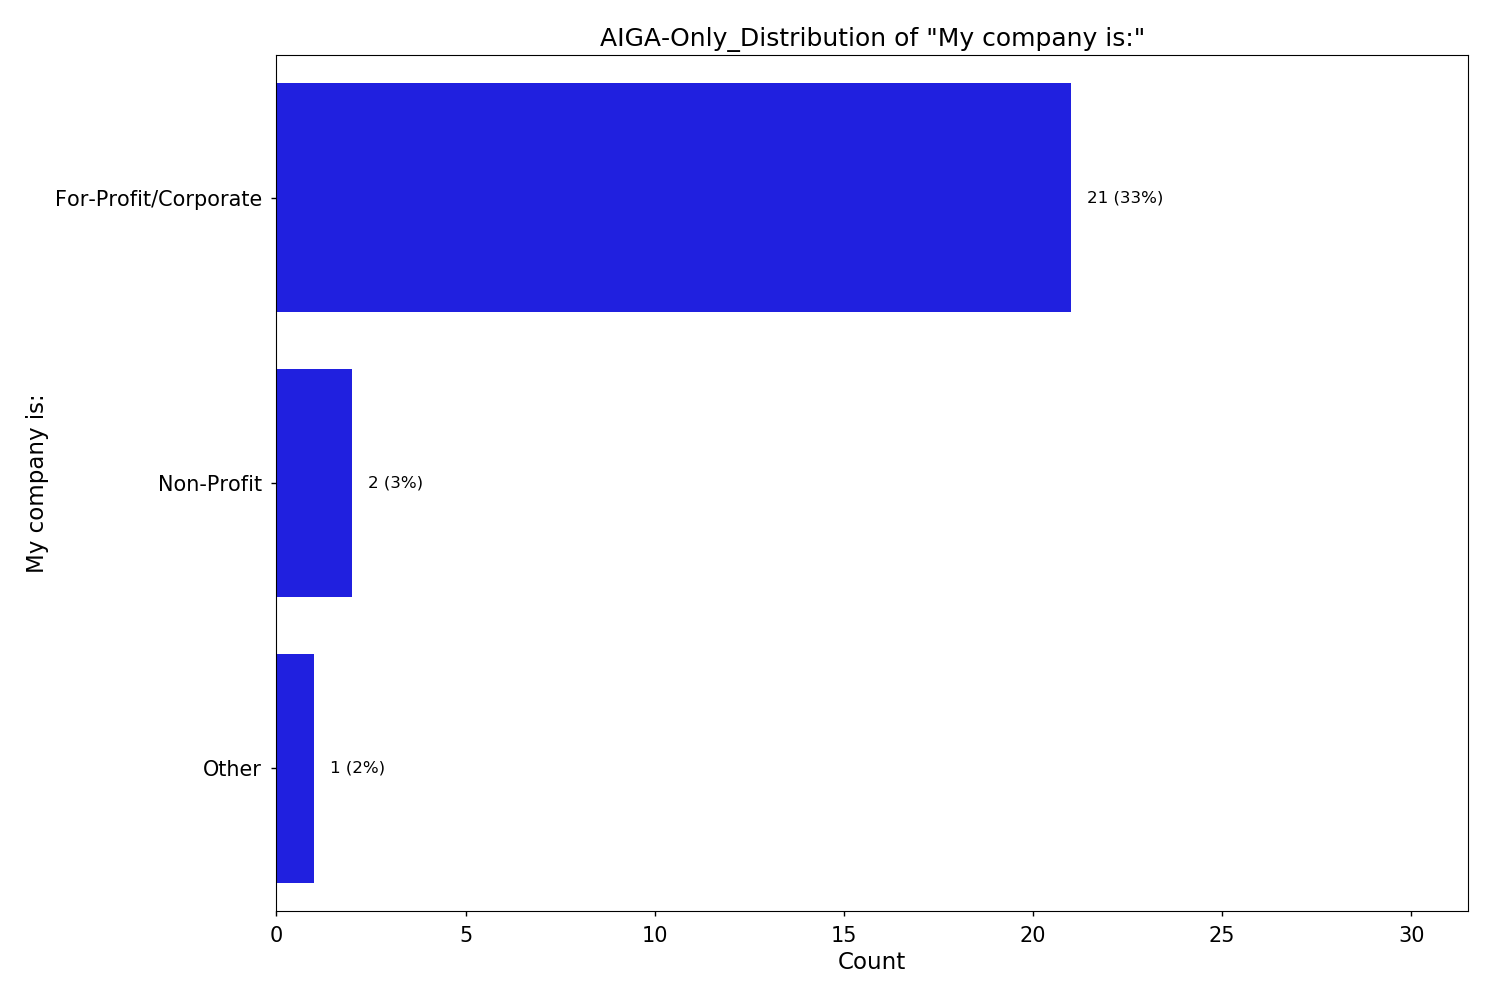 AIGA-Only_Distribution of "My company is:"
My company is:
For-Profit/Corporate
21 (33%)
Non-Profit
2 (3%)
Other
1 (2%)
0 5 10 15 20 25 30
Count